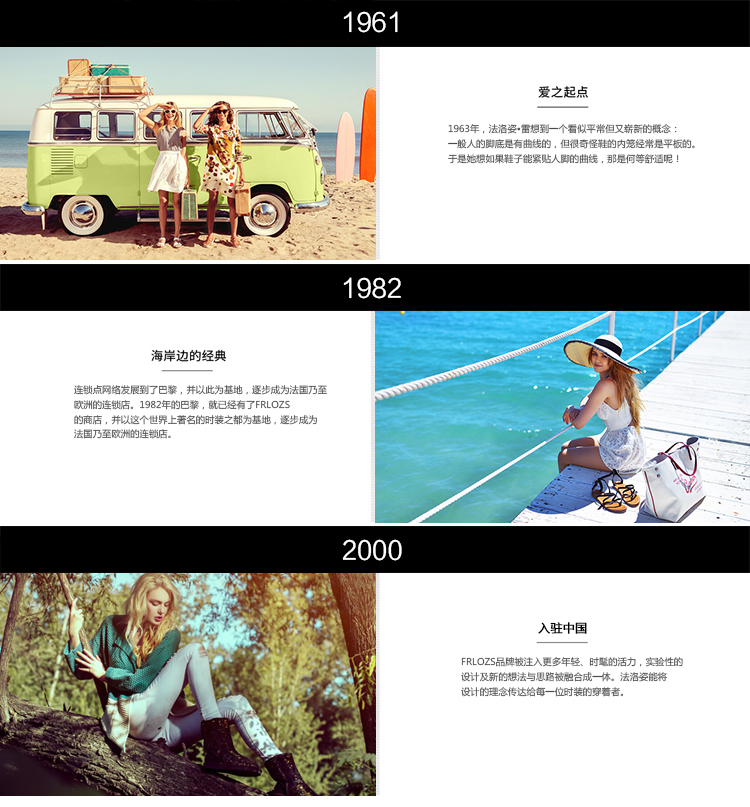 1961
爱之起点
1963年，法洛姿•雷想到一个看似平常但又崭新的概念：
一般人的脚底是有曲线的，但很奇怪鞋的内笼经常是平板的。
于是她想如果鞋子能紧贴人脚的曲线，那是何等舒适呢！
1982
海岸边的经典
连锁点网络发展到了巴黎，并以此为基地，逐步成为法国乃至
欧洲的连锁店。1982年的巴黎，就已经有了FRLOZS
的商店，并以这个世界上著名的时装之都为基地，逐步成为
法国乃至欧洲的连锁店。
2000
入驻中国
FRLOZS品牌被注入更多年轻、时髦的活力，实验性的
设计及新的想法与思路被融合成一体。法洛姿能将
设计的理念传达给每一位时装的穿着者。